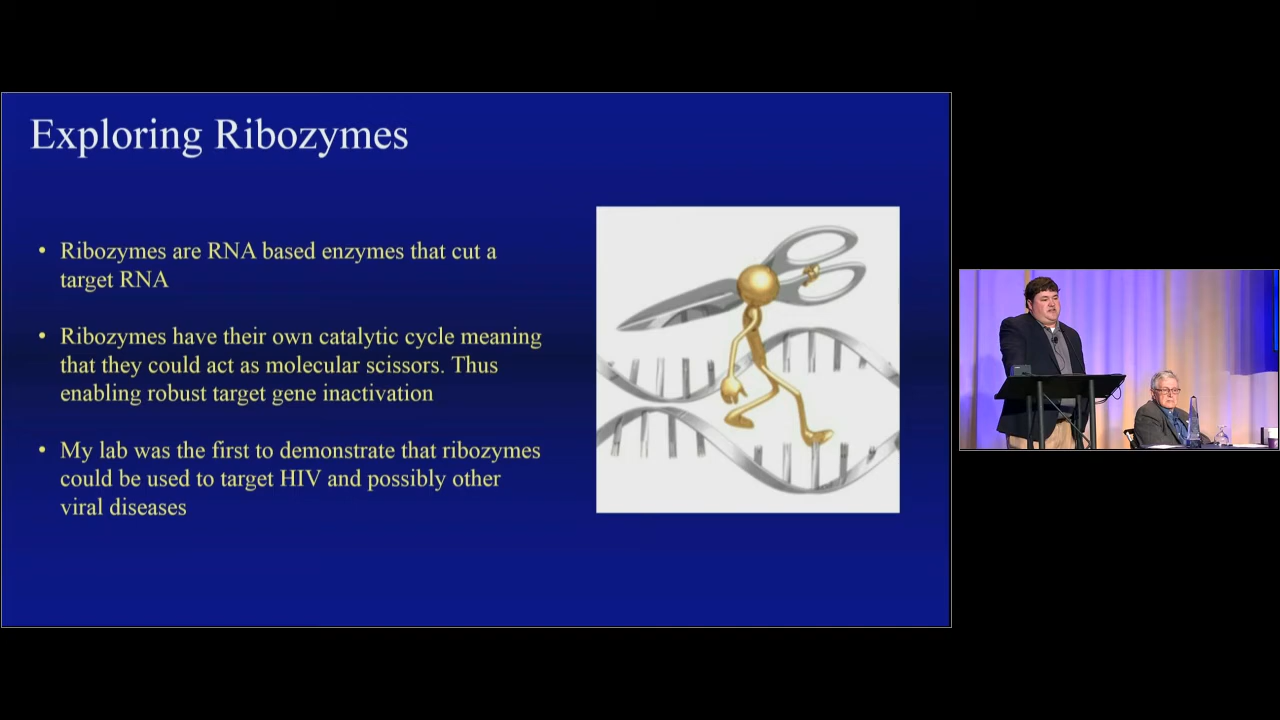 Exploring Ribozymes
• Ribozymes are RNA based enzymes that cut a
target RNA
• Ribozymes have their own catalytic cycle meaning
that they could act as molecular scissors. Thus
enabling robust target gene inactivation
• My lab was the first to demonstrate that ribozymes
could be used to target HIV and possibly other
viral diseases